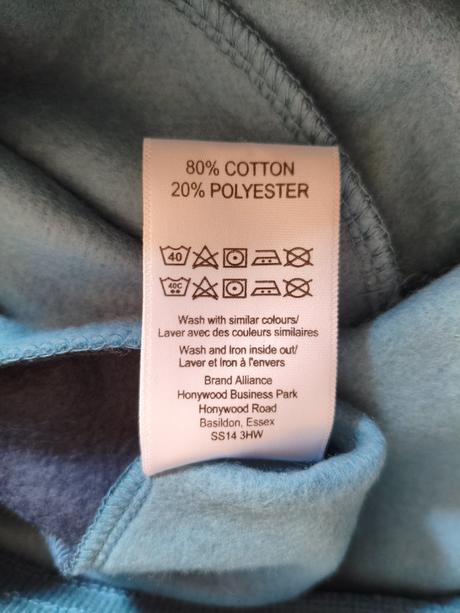 80% COTTON
20% POLYESTER
40
40C
Wash with similar colours/
Laver avec des couleurs similaires
Wash and Iron inside out/
Laver et Iron à l'envers
Brand Alliance
Honywood Business Park
Honywood Road
Basildon, Essex
SS14 3HW